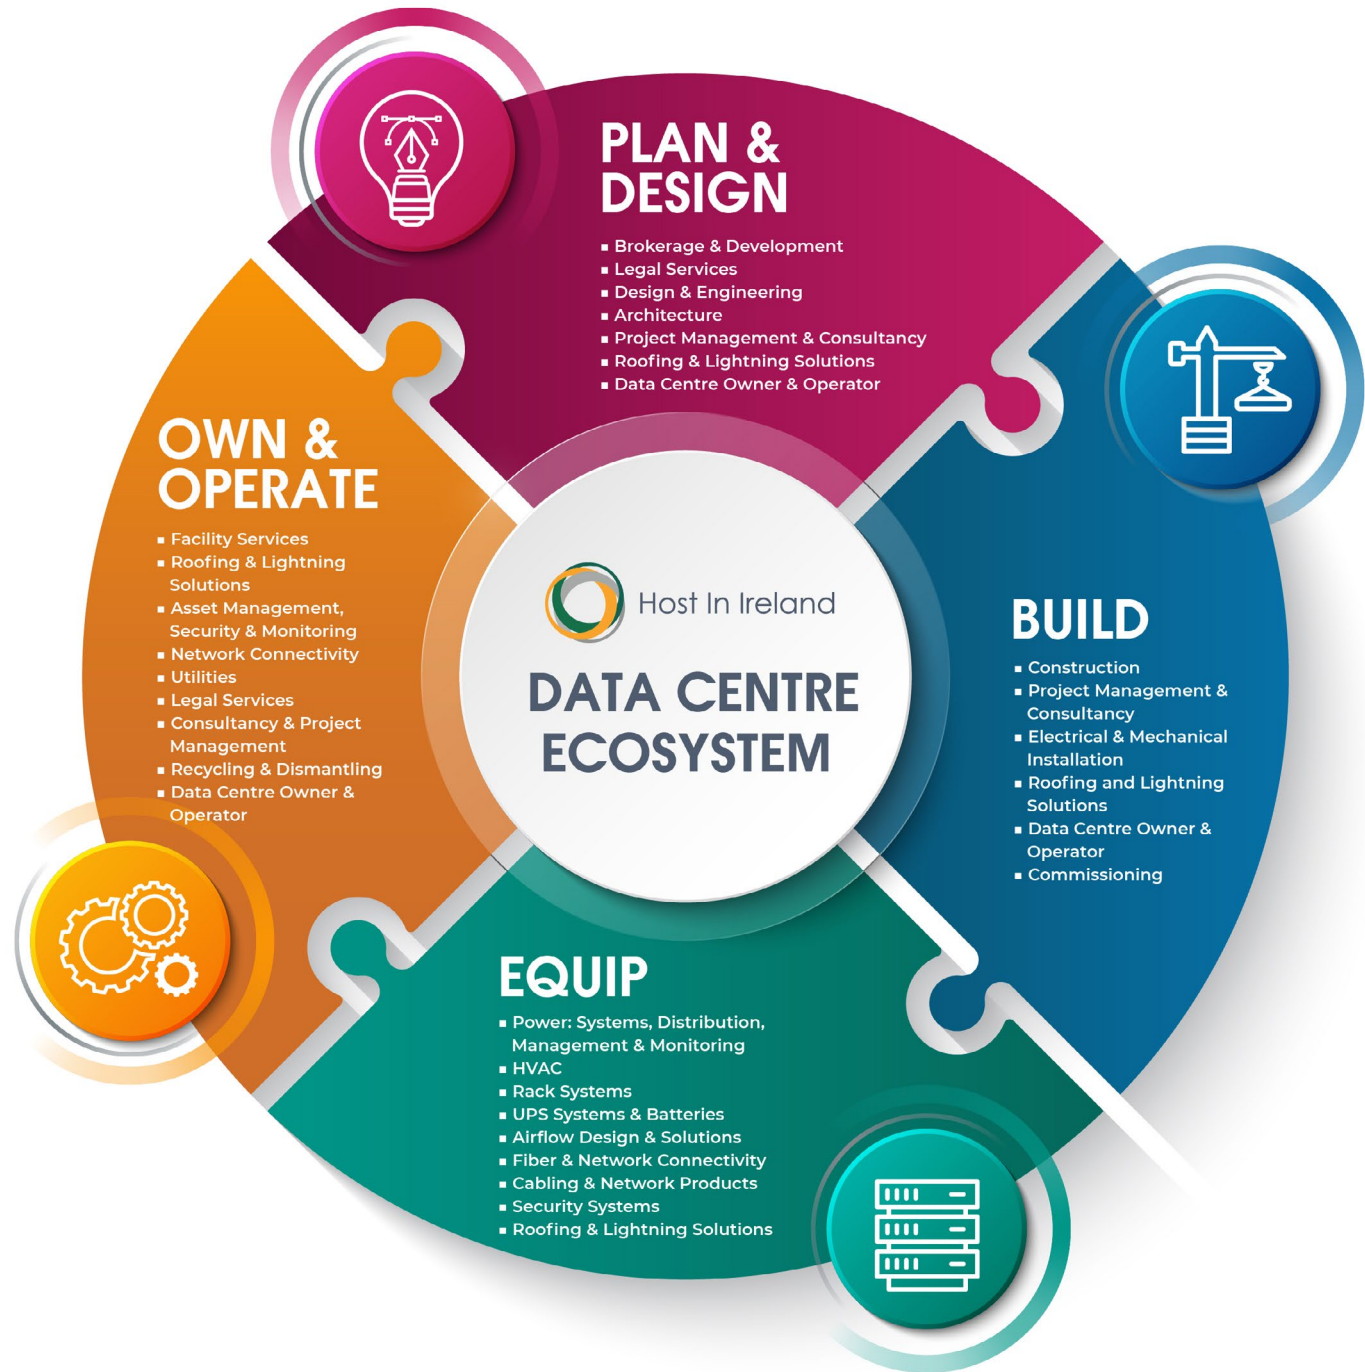 PLAN &
DESIGN
▪ Brokerage & Development
▪ Legal Services
▪ Design & Engineering
▪ Architecture
▪ Project Management & Consultancy
▪ Roofing & Lightning Solutions
▪ Data Centre Owner & Operator
BUILD
▪ Construction
▪ Project Management &
Consultancy
▪ Electrical & Mechanical
Installation
▪ Roofing and Lightning
Solutions
▪ Data Centre Owner &
Operator
▪ Commissioning
EQUIP
▪ Power: Systems, Distribution,
Management & Monitoring
▪ HVAC
▪ Rack Systems
▪ UPS Systems & Batteries
▪ Airflow Design & Solutions
▪ Fiber & Network Connectivity
▪ Cabling & Network Products
▪ Security Systems
▪ Roofing & Lightning Solutions
OWN &
OPERATE
▪ Facility Services
▪ Roofing & Lightning
Solutions
▪ Asset Management,
Security & Monitoring
▪ Network Connectivity
▪ Utilities
▪ Legal Services
▪ Consultancy & Project
Management
▪ Recycling & Dismantling
▪ Data Centre Owner &
Operator
Host In Ireland
DATA CENTRE
ECOSYSTEM